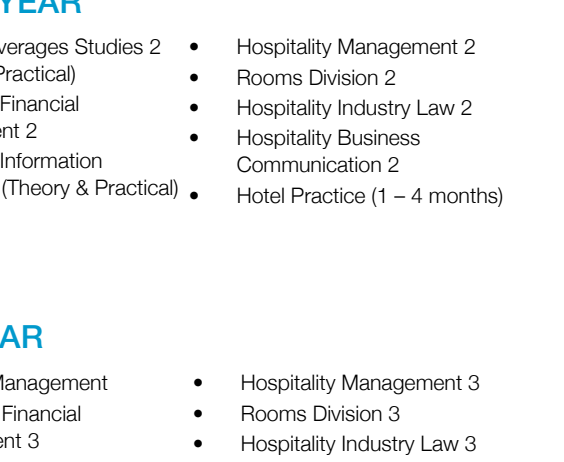 YEAR
verages Studies 2
Practical)
Financial
ent 2
Information
(Theory & Practical)
• Hospitality Management 2
• Rooms Division 2
• Hospitality Industry Law 2
• Hospitality Business
Communication 2
• Hotel Practice (1 – 4 months)
AR
Management
Financial
ent 3
• Hospitality Management 3
• Rooms Division 3
• Hospitality Industry Law 3